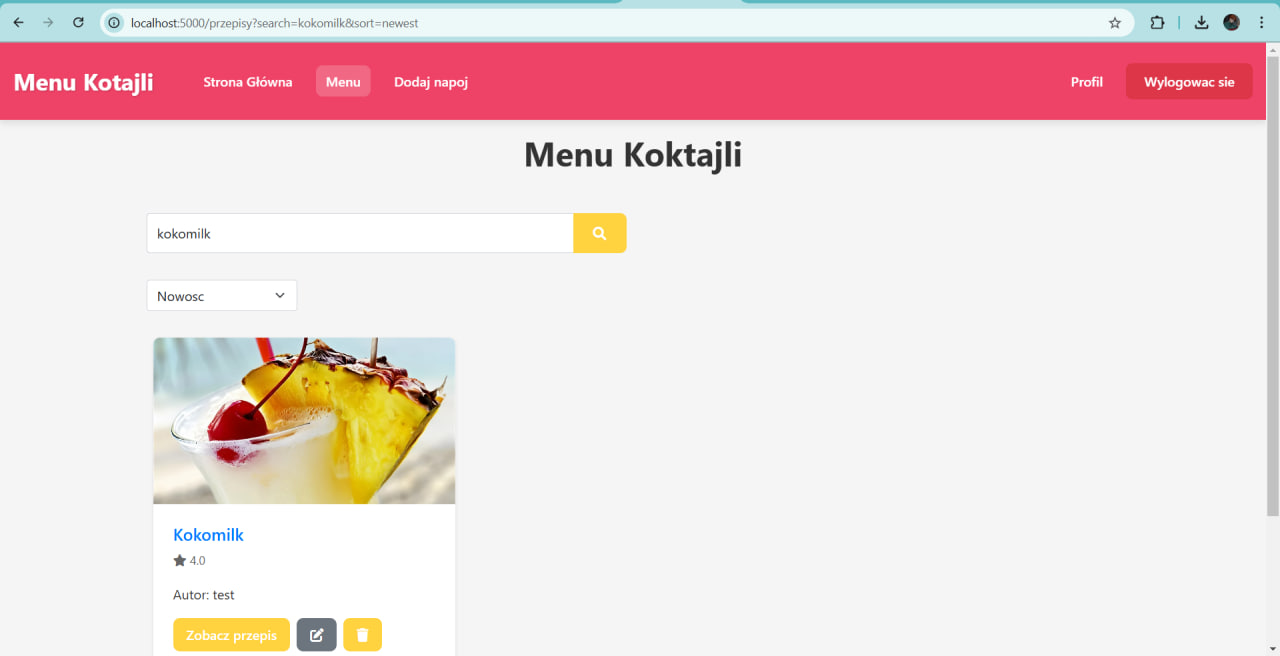 localhost:5000/przepisy?search=kokomilk&sort=newest
Menu Kotajli Strona Główna Menu Dodaj napoj Profil Wylogowac sie
Menu Koktajli
kokomilk
Nowosc
Kokomilk
4.0
Autor: test
Zobacz przepis